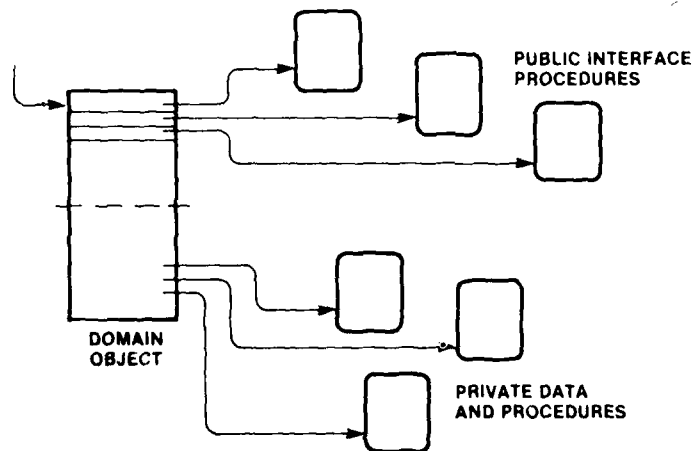 PUBLIC INTERFACE
PROCEDURES
DOMAIN
OBJECT
PRIVATE DATA
AND PROCEDURES